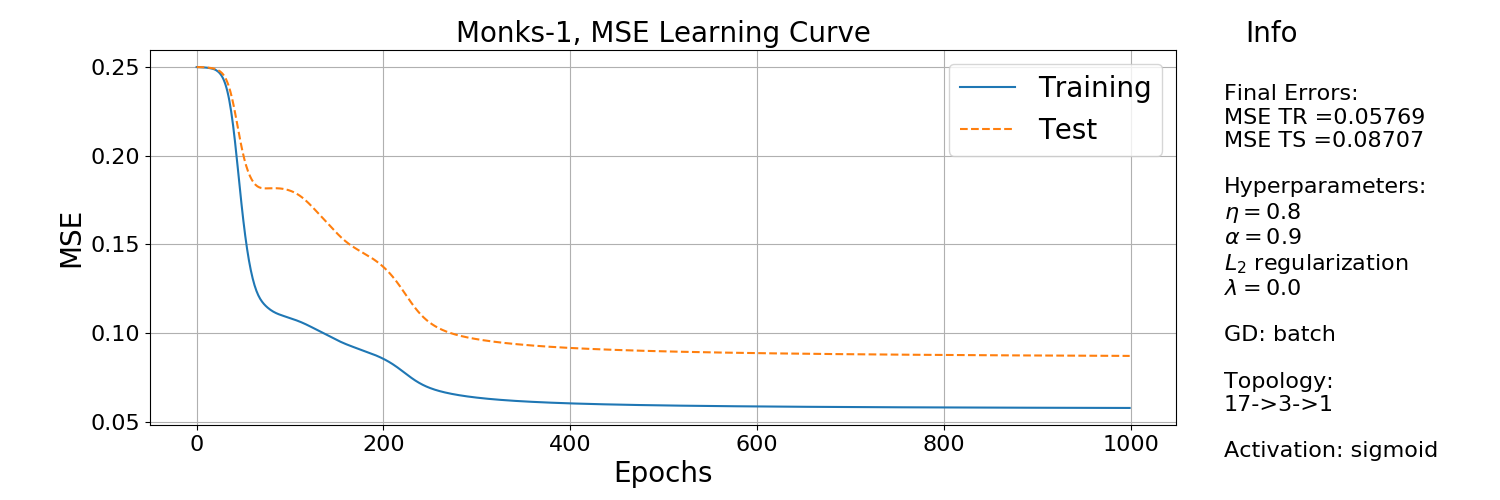 Monks-1, MSE Learning Curve
MSE
0.25
0.20
0.15
0.10
0.05
0 200 400 600 800 1000
Epochs
Training
Test
Info
Final Errors:
MSE TR =0.05769
MSE TS =0.08707
Hyperparameters:
η = 0.8
α = 0.9
L₂ regularization
λ = 0.0
GD: batch
Topology:
17->3->1
Activation: sigmoid